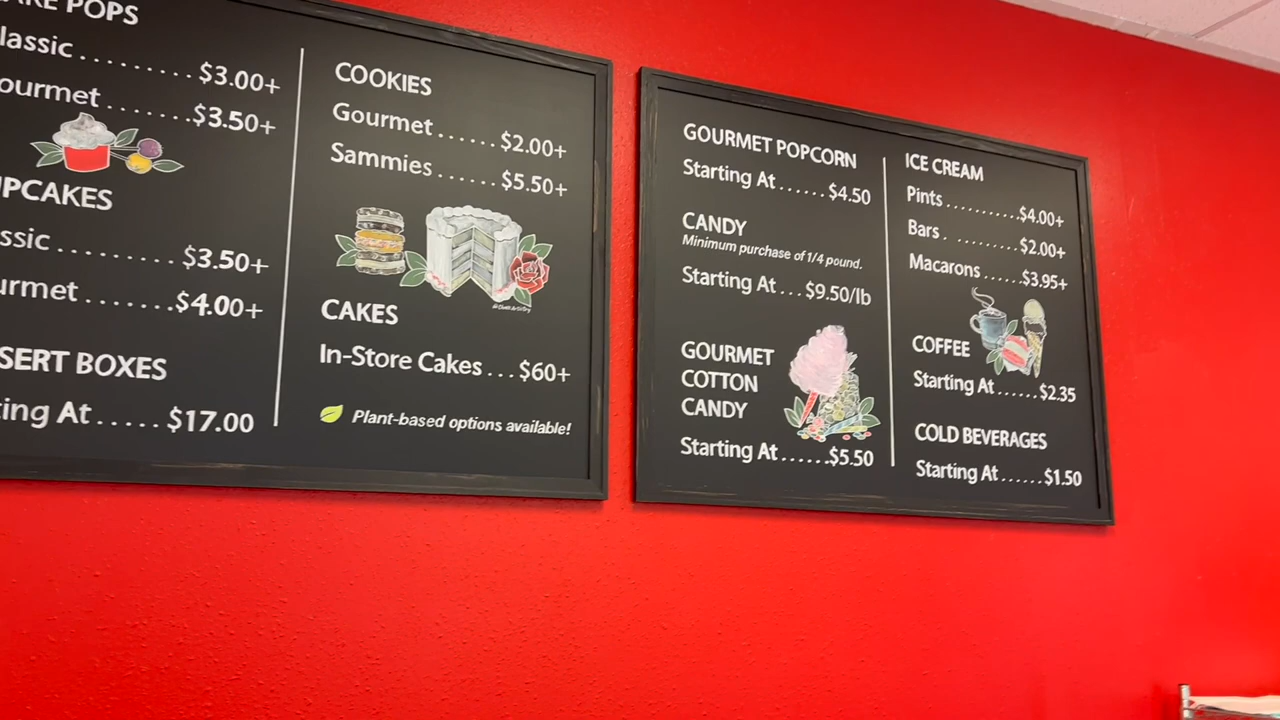 POPS
lassic ......... $3.00+
ourmet ....... $3.50+
PCAKES
ssic ........... $3.50+
rmet ........ $4.00+
SERT BOXES
ing At ..... $17.00
COOKIES
Gourmet ..... $2.00+
Sammies ...... $5.50+
CAKES
In-Store Cakes ... $60+
Plant-based options available!
GOURMET POPCORN
Starting At ...... $4.50
CANDY
Minimum purchase of 1/4 pound.
Starting At ... $9.50/lb
GOURMET
COTTON
CANDY
Starting At ...... $5.50
ICE CREAM
Pints .......... $4.00+
Bars . ....... $2.00+
Macarons ..... $3.95+
COFFEE
Starting At ...... $2.35
COLD BEVERAGES
Starting At ...... $1.50